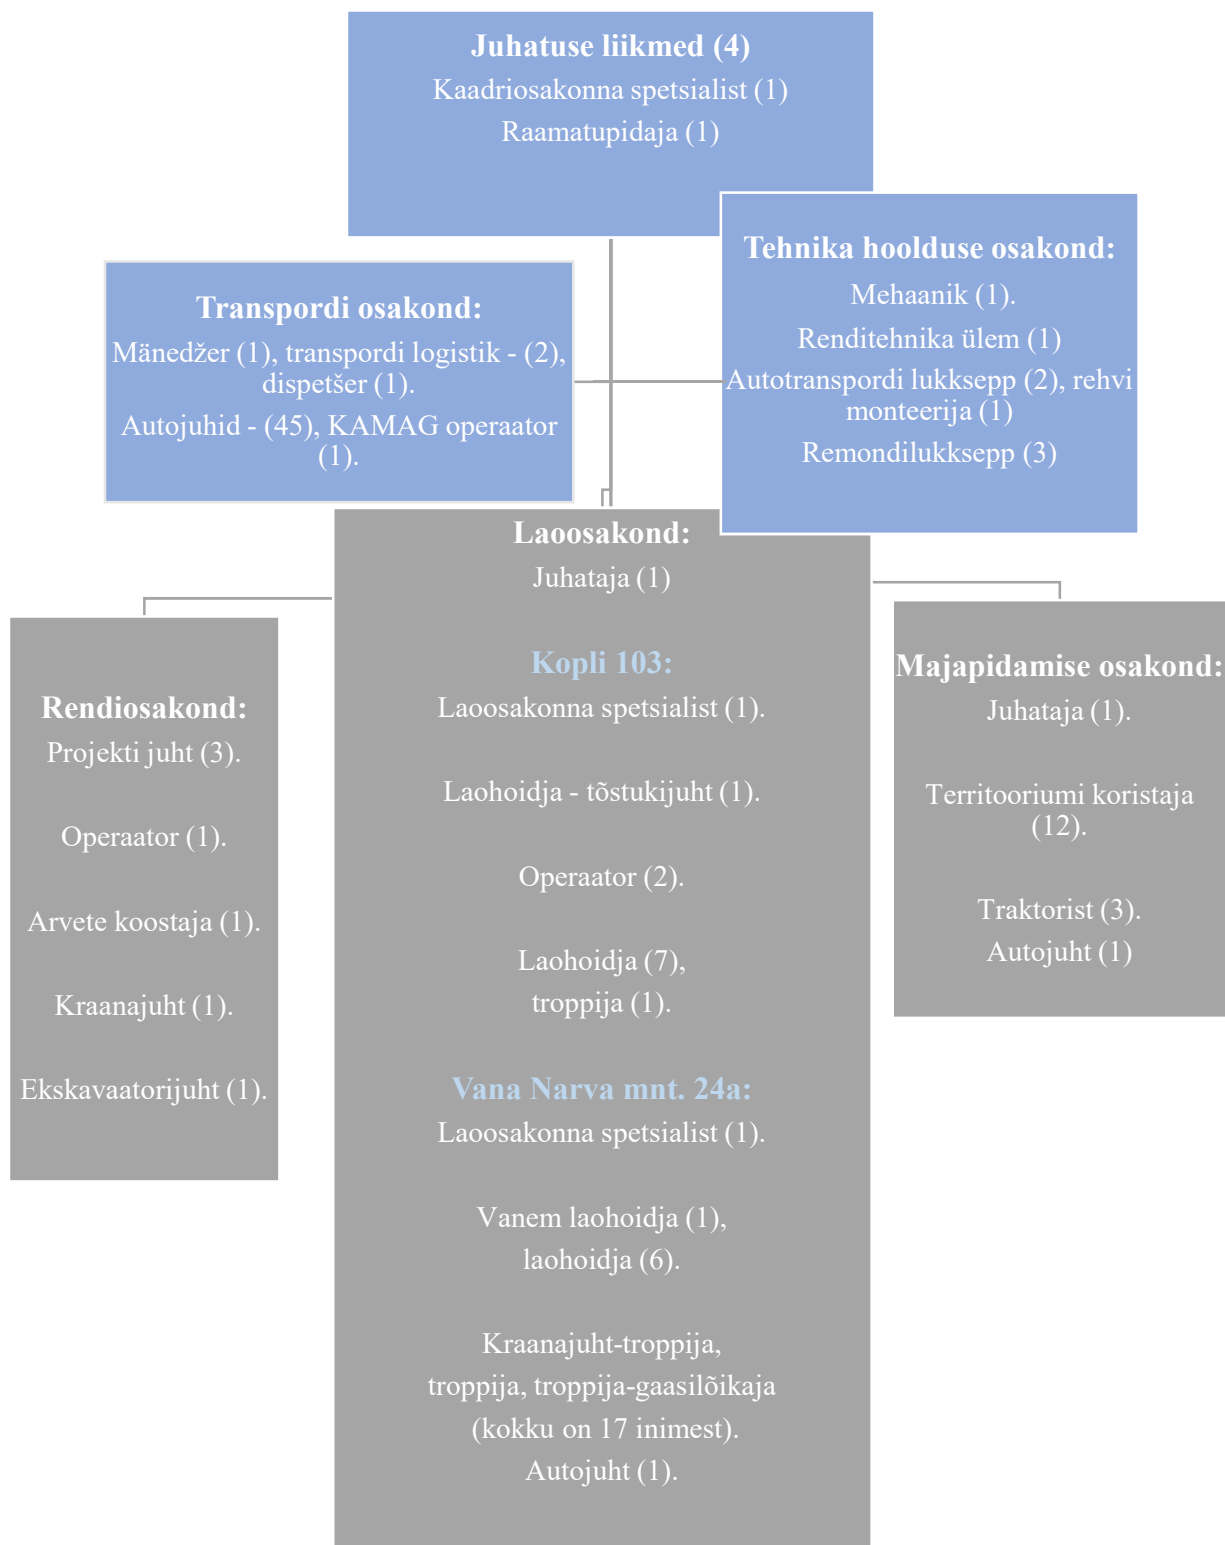 Juhatuse liikmed (4)
Kaadriosakonna spetsialist (1)
Raamatupidaja (1)
Transpordi osakond:
Mänedžer (1), transpordi logistik - (2),
dispetšer (1).
Autojuhid - (45), KAMAG operaator
(1).
Tehnika hoolduse osakond:
Mehaanik (1).
Renditehnika ülem (1)
Autotranspordi lukksepp (2), rehvi
monteerija (1)
Remondilukksepp (3)
Rendiosakond:
Projekti juht (3).
Operaator (1).
Arvete koostaja (1).
Kraanajuht (1).
Ekskavaatorijuht (1).
Laoosakond:
Juhataja (1)
Kopli 103:
Laoosakonna spetsialist (1).
Laohoidja - tõstukijuht (1).
Operaator (2).
Laohoidja (7),
troppija (1).
Vana Narva mnt. 24a:
Laoosakonna spetsialist (1).
Vanem laohoidja (1),
laohoidja (6).
Kraanajuht-troppija,
troppija, troppija-gaasilõikaja
(kokku on 17 inimest).
Autojuht (1).
Majapidamise osakond:
Juhataja (1).
Territooriumi koristaja
(12).
Traktorist (3).
Autojuht (1)